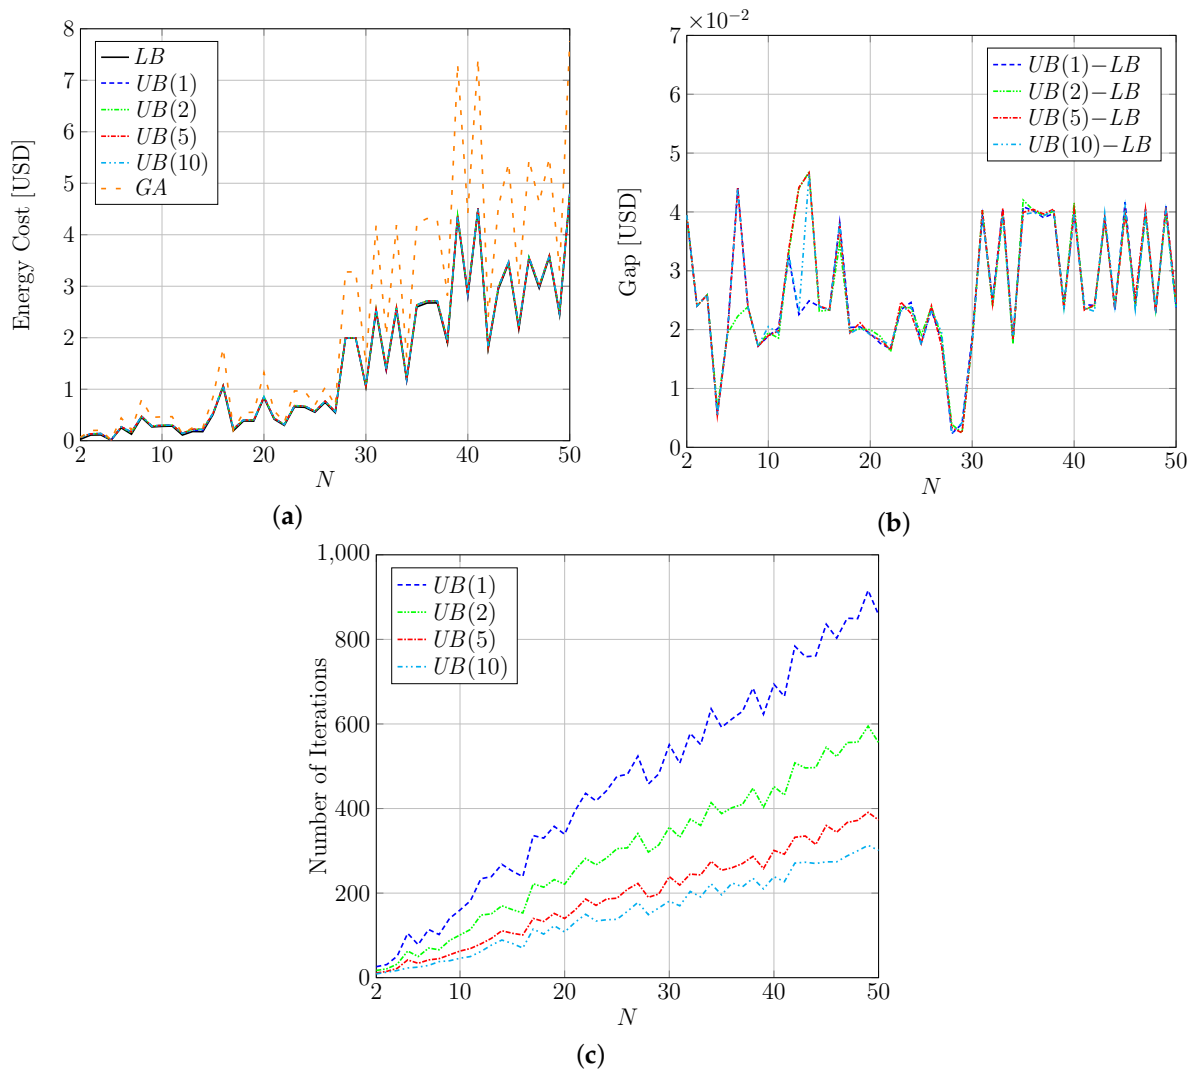 8
7
6
5
4
3
2
1
0
Energy Cost [USD]
LB
UB(1)
UB(2)
UB(5)
UB(10)
GA
2
10
20
30
40
50
N
(a)
×10−2
7
6
5
4
3
2
1
0
Gap [USD]
UB(1)−LB
UB(2)−LB
UB(5)−LB
UB(10)−LB
2
10
20
30
40
50
N
(b)
1,000
800
600
400
200
0
Number of Iterations
UB(1)
UB(2)
UB(5)
UB(10)
2
10
20
30
40
50
N
(c)